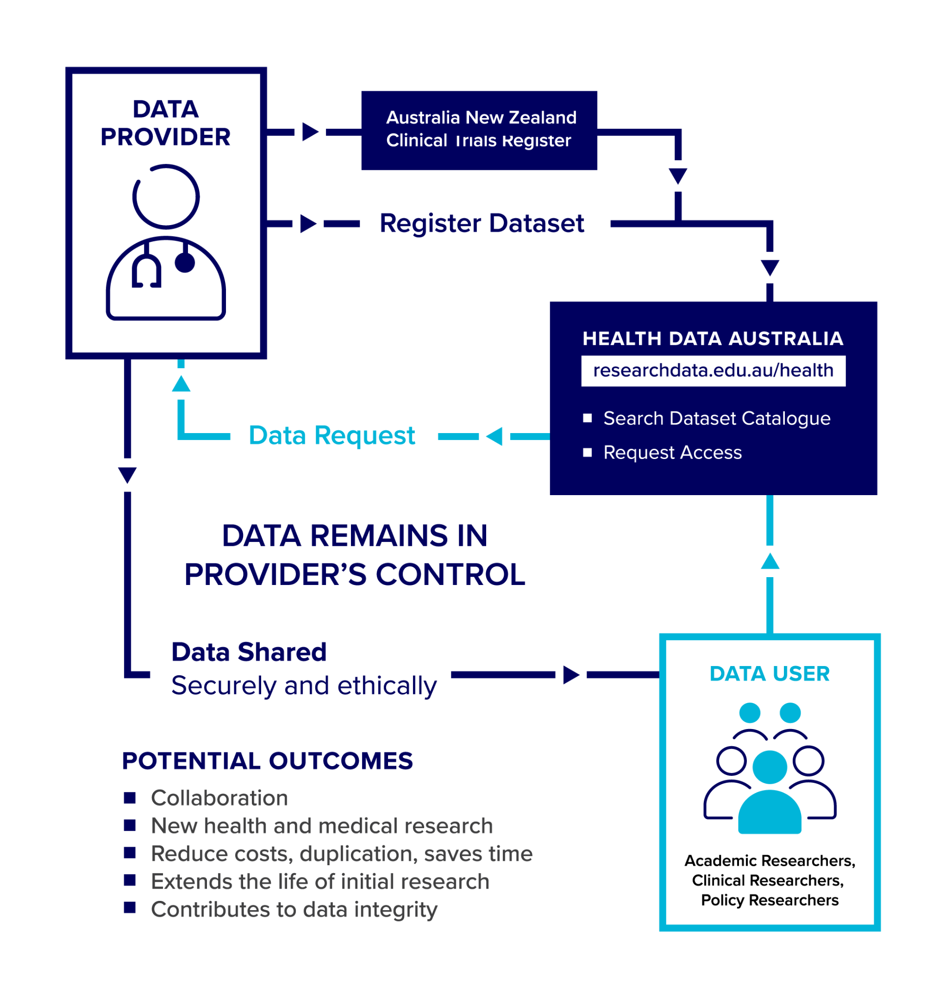 DATA
PROVIDER
Australia New Zealand
Clinical Trials Register
Register Dataset
HEALTH DATA AUSTRALIA
researchdata.edu.au/health
Search Dataset Catalogue
Request Access
Data Request
DATA REMAINS IN
PROVIDER'S CONTROL
Data Shared
Securely and ethically
DATA USER
Academic Researchers,
Clinical Researchers,
Policy Researchers
POTENTIAL OUTCOMES
Collaboration
New health and medical research
Reduce costs, duplication, saves time
Extends the life of initial research
Contributes to data integrity